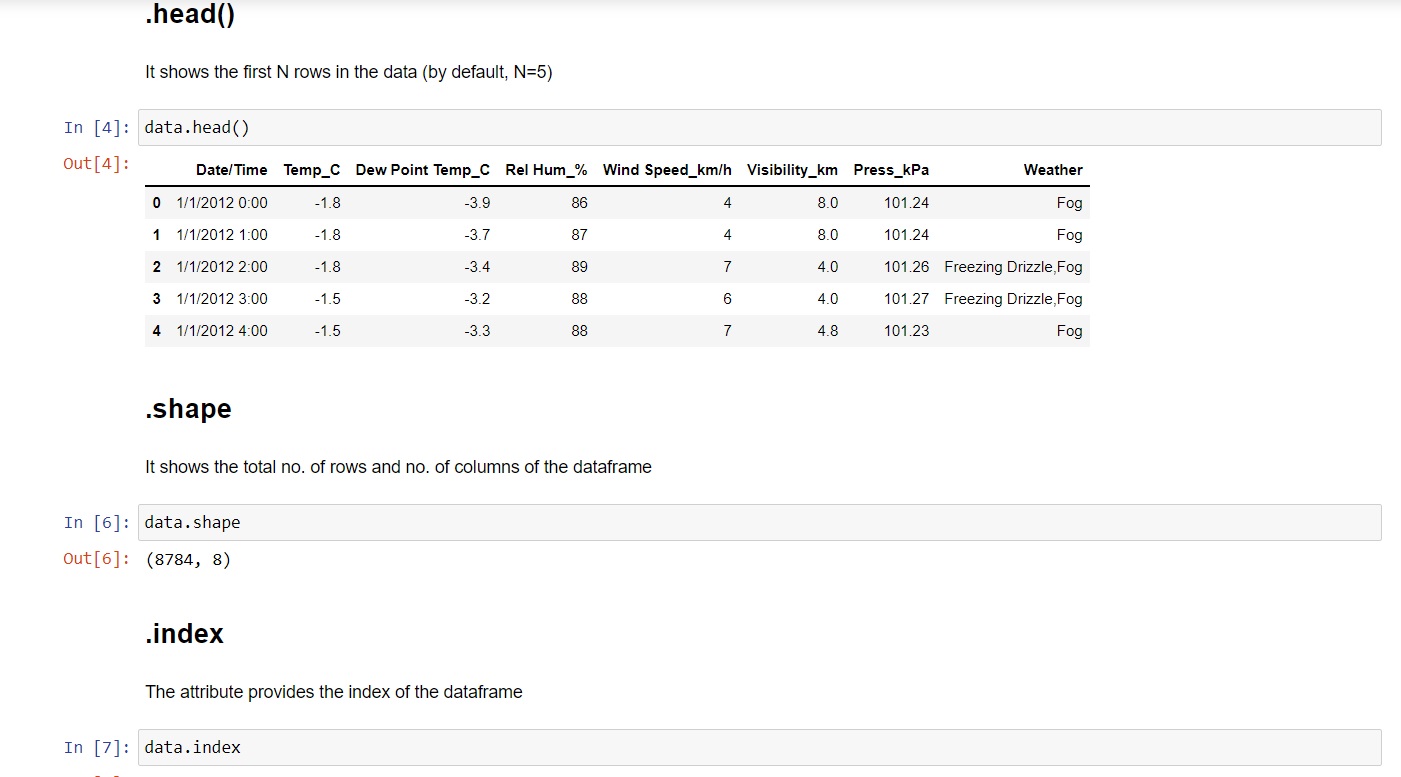 .head()
It shows the first N rows in the data (by default, N=5)
In [4]: data.head()
Out[4]:
Date/Time Temp_C Dew Point Temp_C Rel Hum_% Wind Speed_km/h Visibility_km Press_kPa Weather
0 1/1/2012 0:00 -1.8 -3.9 86 4 8.0 101.24 Fog
1 1/1/2012 1:00 -1.8 -3.7 87 4 8.0 101.24 Fog
2 1/1/2012 2:00 -1.8 -3.4 89 7 4.0 101.26 Freezing Drizzle,Fog
3 1/1/2012 3:00 -1.5 -3.2 88 6 4.0 101.27 Freezing Drizzle,Fog
4 1/1/2012 4:00 -1.5 -3.3 88 7 4.8 101.23 Fog
.shape
It shows the total no. of rows and no. of columns of the dataframe
In [6]: data.shape
Out[6]: (8784, 8)
.index
The attribute provides the index of the dataframe
In [7]: data.index